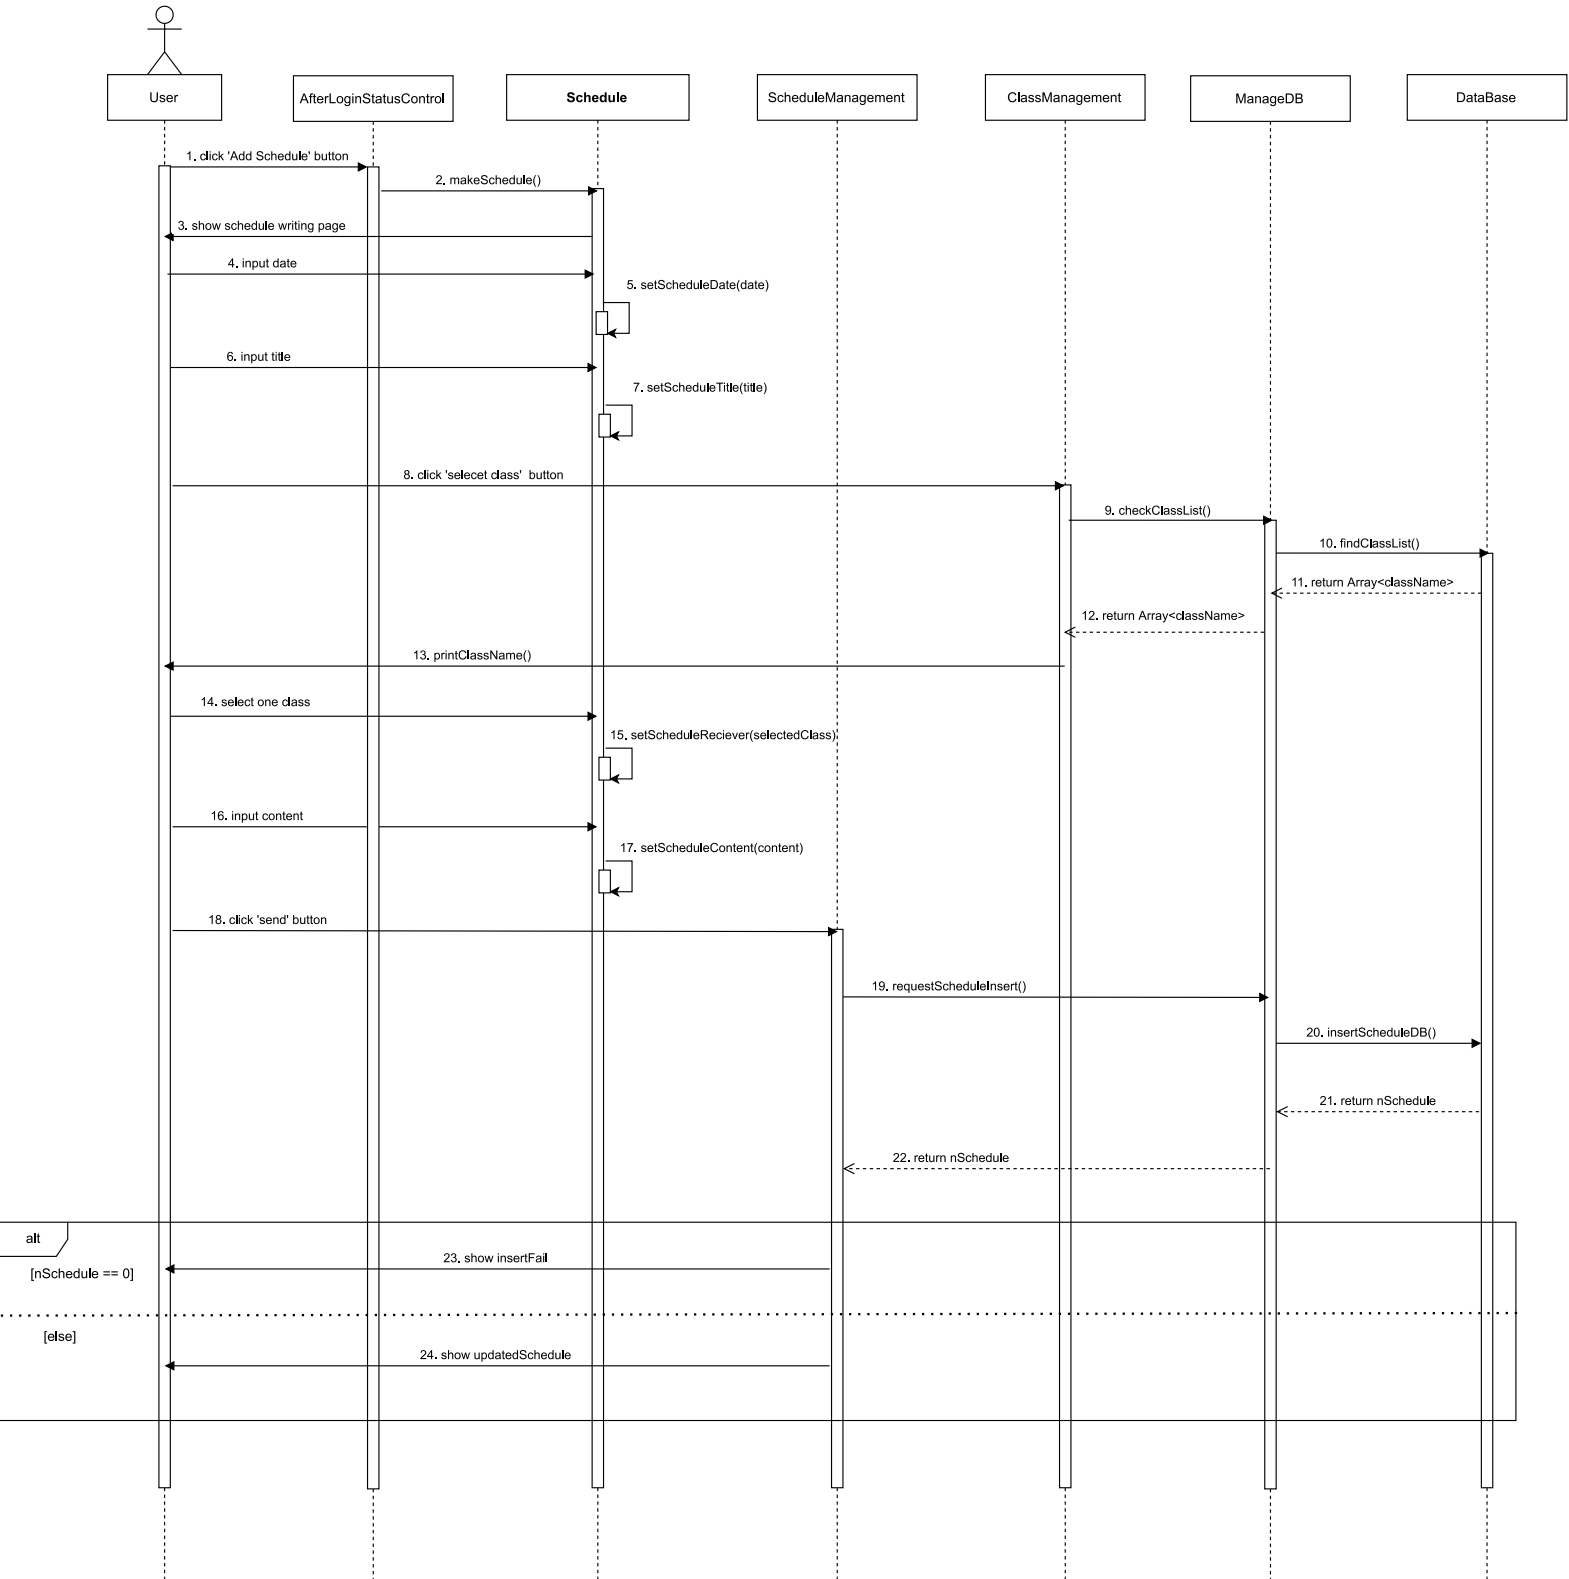 User
AfterLoginStatusControl
Schedule
ScheduleManagement
ClassManagement
ManageDB
DataBase
1. click 'Add Schedule' button
2. makeSchedule()
3. show schedule writing page
4. input date
5. setScheduleDate(date)
6. input title
7. setScheduleTitle(title)
8. click 'selecet class'  button
9. checkClassList()
10. findClassList()
11. return Array<className>
12. return Array<className>
13. printClassName()
14. select one class
15. setScheduleReciever(selectedClass)
16. input content
17. setScheduleContent(content)
18. click 'send' button
19. requestScheduleInsert()
20. insertScheduleDB()
21. return nSchedule
22. return nSchedule
alt
23. show insertFail
[nSchedule == 0]
[else]
24. show updatedSchedule